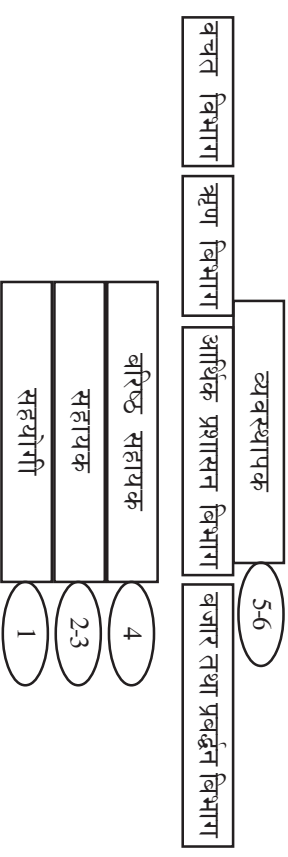 व्यवस्थापक 5-6
बचत विभाग ऋण विभाग आर्थिक प्रशासन विभाग बजार तथा प्रवर्द्धन विभाग
बरिष्ठ सहायक 4
सहायक 2-3
सहयोगी 1